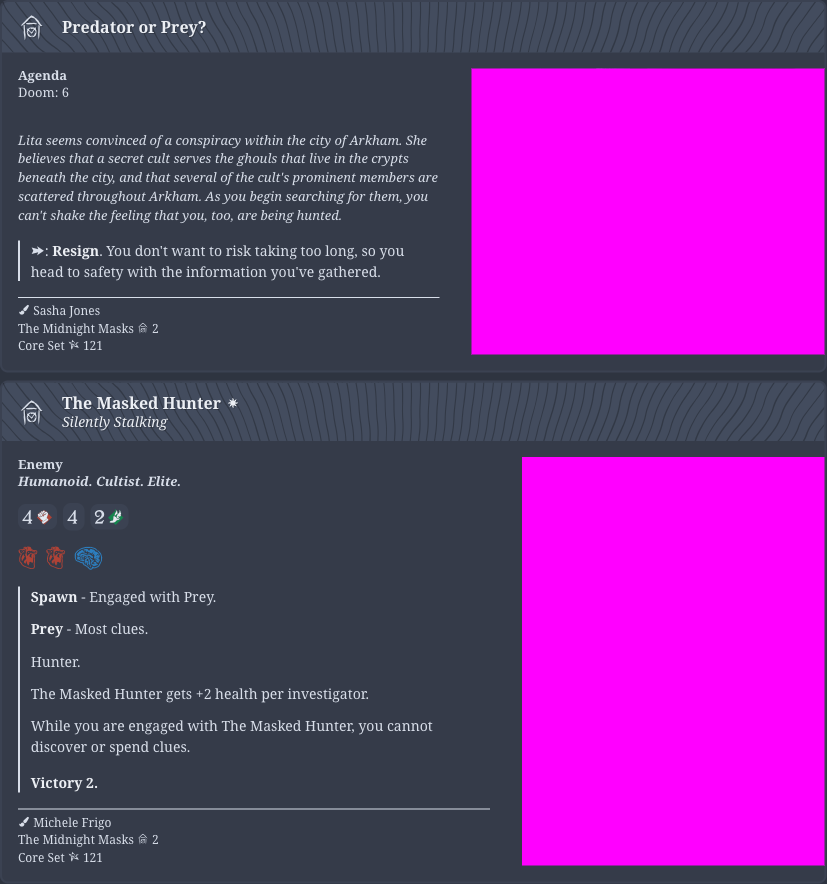 Predator or Prey?
Agenda
Doom: 6
Lita seems convinced of a conspiracy within the city of Arkham. She
believes that a secret cult serves the ghouls that live in the crypts
beneath the city, and that several of the cult's prominent members are
scattered throughout Arkham. As you begin searching for them, you
can't shake the feeling that you, too, are being hunted.
: Resign. You don't want to risk taking too long, so you
head to safety with the information you've gathered.
Sasha Jones
The Midnight Masks 2
Core Set 121
The Masked Hunter
Silently Stalking
Enemy
Humanoid. Cultist. Elite.
4 4 2
Spawn - Engaged with Prey.
Prey - Most clues.
Hunter.
The Masked Hunter gets +2 health per investigator.
While you are engaged with The Masked Hunter, you cannot
discover or spend clues.
Victory 2.
Michele Frigo
The Midnight Masks 2
Core Set 121